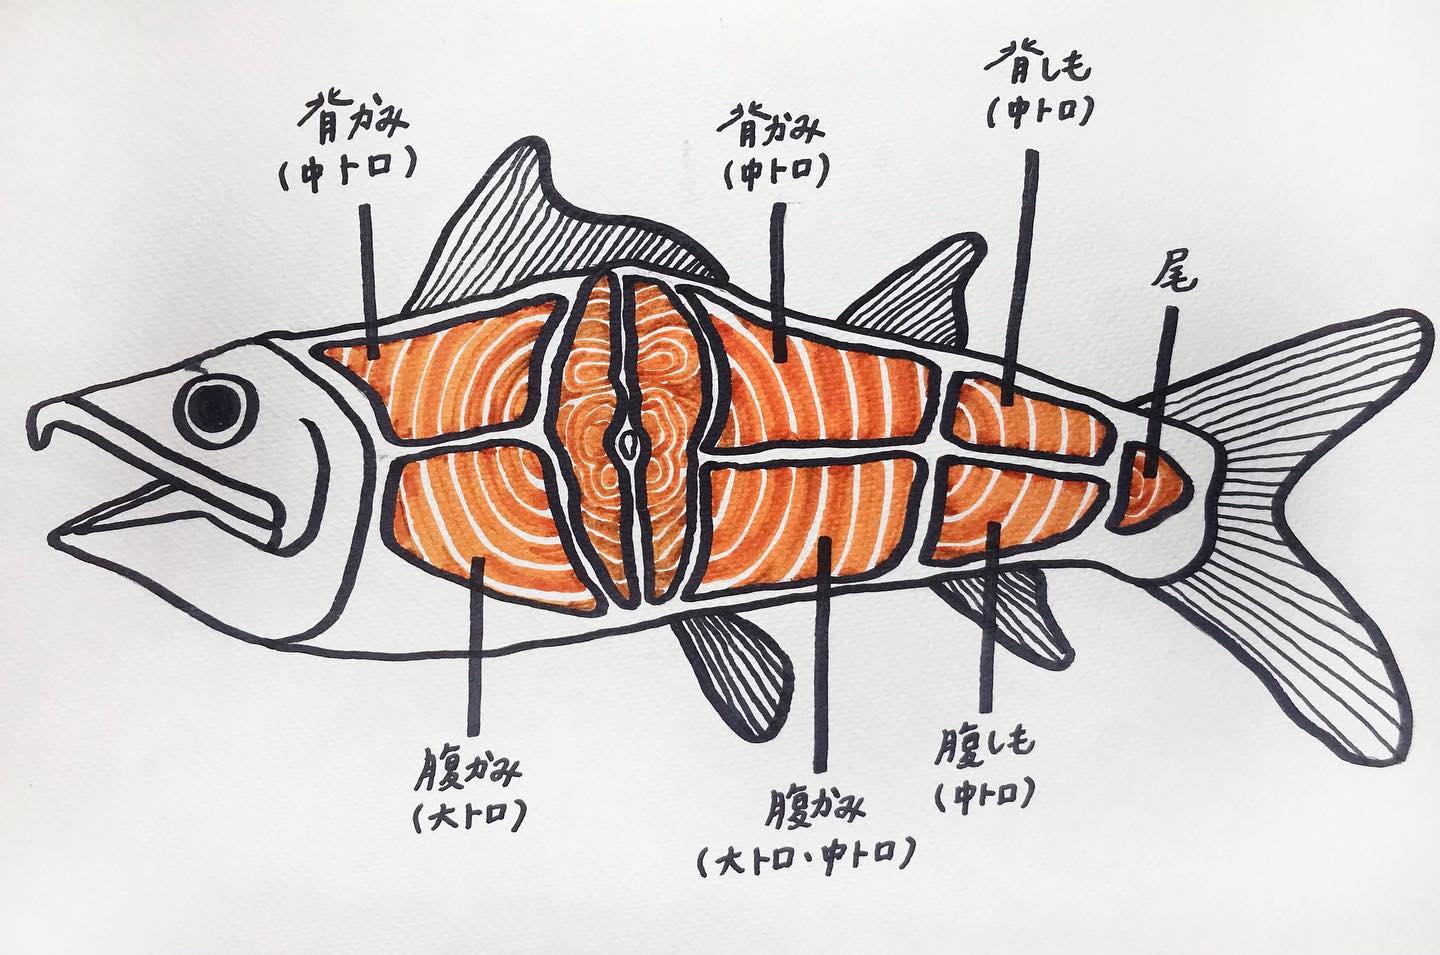 背かみ
(中トロ)
背かみ
(中トロ)
背しも
(中トロ)
尾
腹かみ
(大トロ)
腹かみ
(大トロ・中トロ)
腹しも
(中トロ)